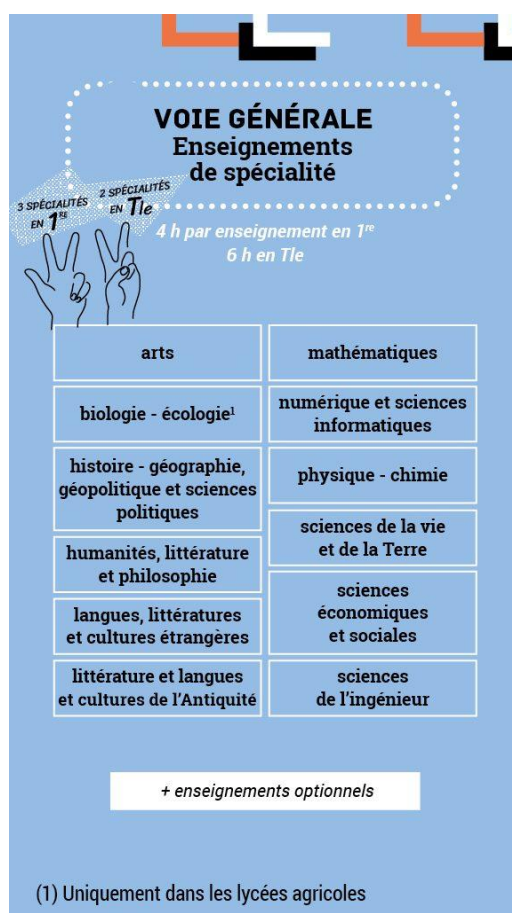 VOIE GÉNÉRALE
Enseignements
de spécialité
3 SPÉCIALITÉS
EN 1RE
2 SPÉCIALITÉS
EN Tle
4 h par enseignement en 1re
6 h en Tle
arts
biologie - écologie¹
histoire - géographie,
géopolitique et sciences
politiques
humanités, littérature
et philosophie
langues, littératures
et cultures étrangères
littérature et langues
et cultures de l’Antiquité
mathématiques
numérique et sciences
informatiques
physique - chimie
sciences de la vie
et de la Terre
sciences
économiques
et sociales
sciences
de l’ingénieur
+ enseignements optionnels
(1) Uniquement dans les lycées agricoles